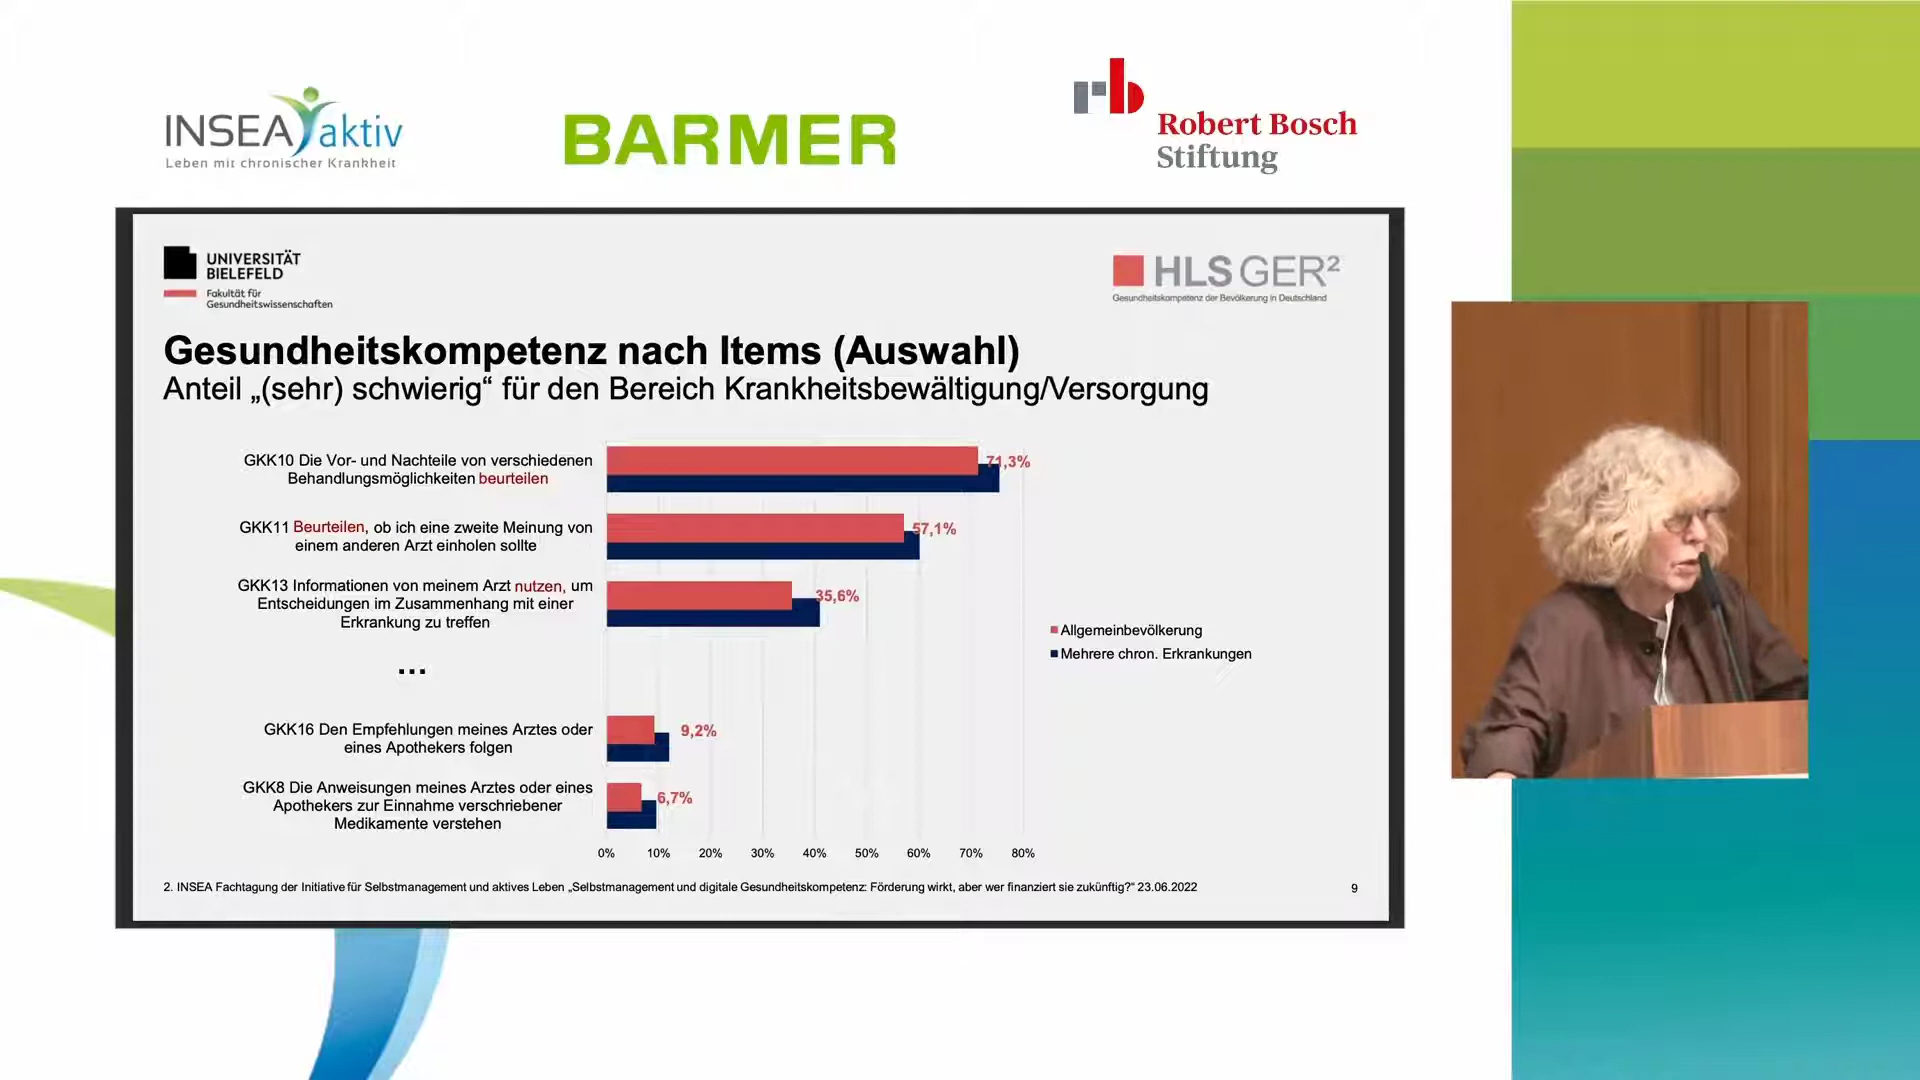 INSEA aktiv
Leben mit chronischer Krankheit
BARMER
rb
Robert Bosch
Stiftung
UNIVERSITÄT
BIELEFELD
Fakultät für
Gesundheitswissenschaften
HLS GER²
Gesundheitskompetenz der Bevölkerung in Deutschland
Gesundheitskompetenz nach Items (Auswahl)
Anteil „(sehr) schwierig“ für den Bereich Krankheitsbewältigung/Versorgung
GKK10 Die Vor- und Nachteile von verschiedenen
Behandlungsmöglichkeiten beurteilen
71,3%
GKK11 Beurteilen, ob ich eine zweite Meinung von
einem anderen Arzt einholen sollte
57,1%
GKK13 Informationen von meinem Arzt nutzen, um
Entscheidungen im Zusammenhang mit einer
Erkrankung zu treffen
35,6%
...
GKK16 Den Empfehlungen meines Arztes oder
eines Apothekers folgen
9,2%
GKK8 Die Anweisungen meines Arztes oder eines
Apothekers zur Einnahme verschriebener
Medikamente verstehen
6,7%
0% 10% 20% 30% 40% 50% 60% 70% 80%
Allgemeinbevölkerung
Mehrere chron. Erkrankungen
2. INSEA Fachtagung der Initiative für Selbstmanagement und aktives Leben „Selbstmanagement und digitale Gesundheitskompetenz: Förderung wirkt, aber wer finanziert sie zukünftig?“ 23.06.2022
9